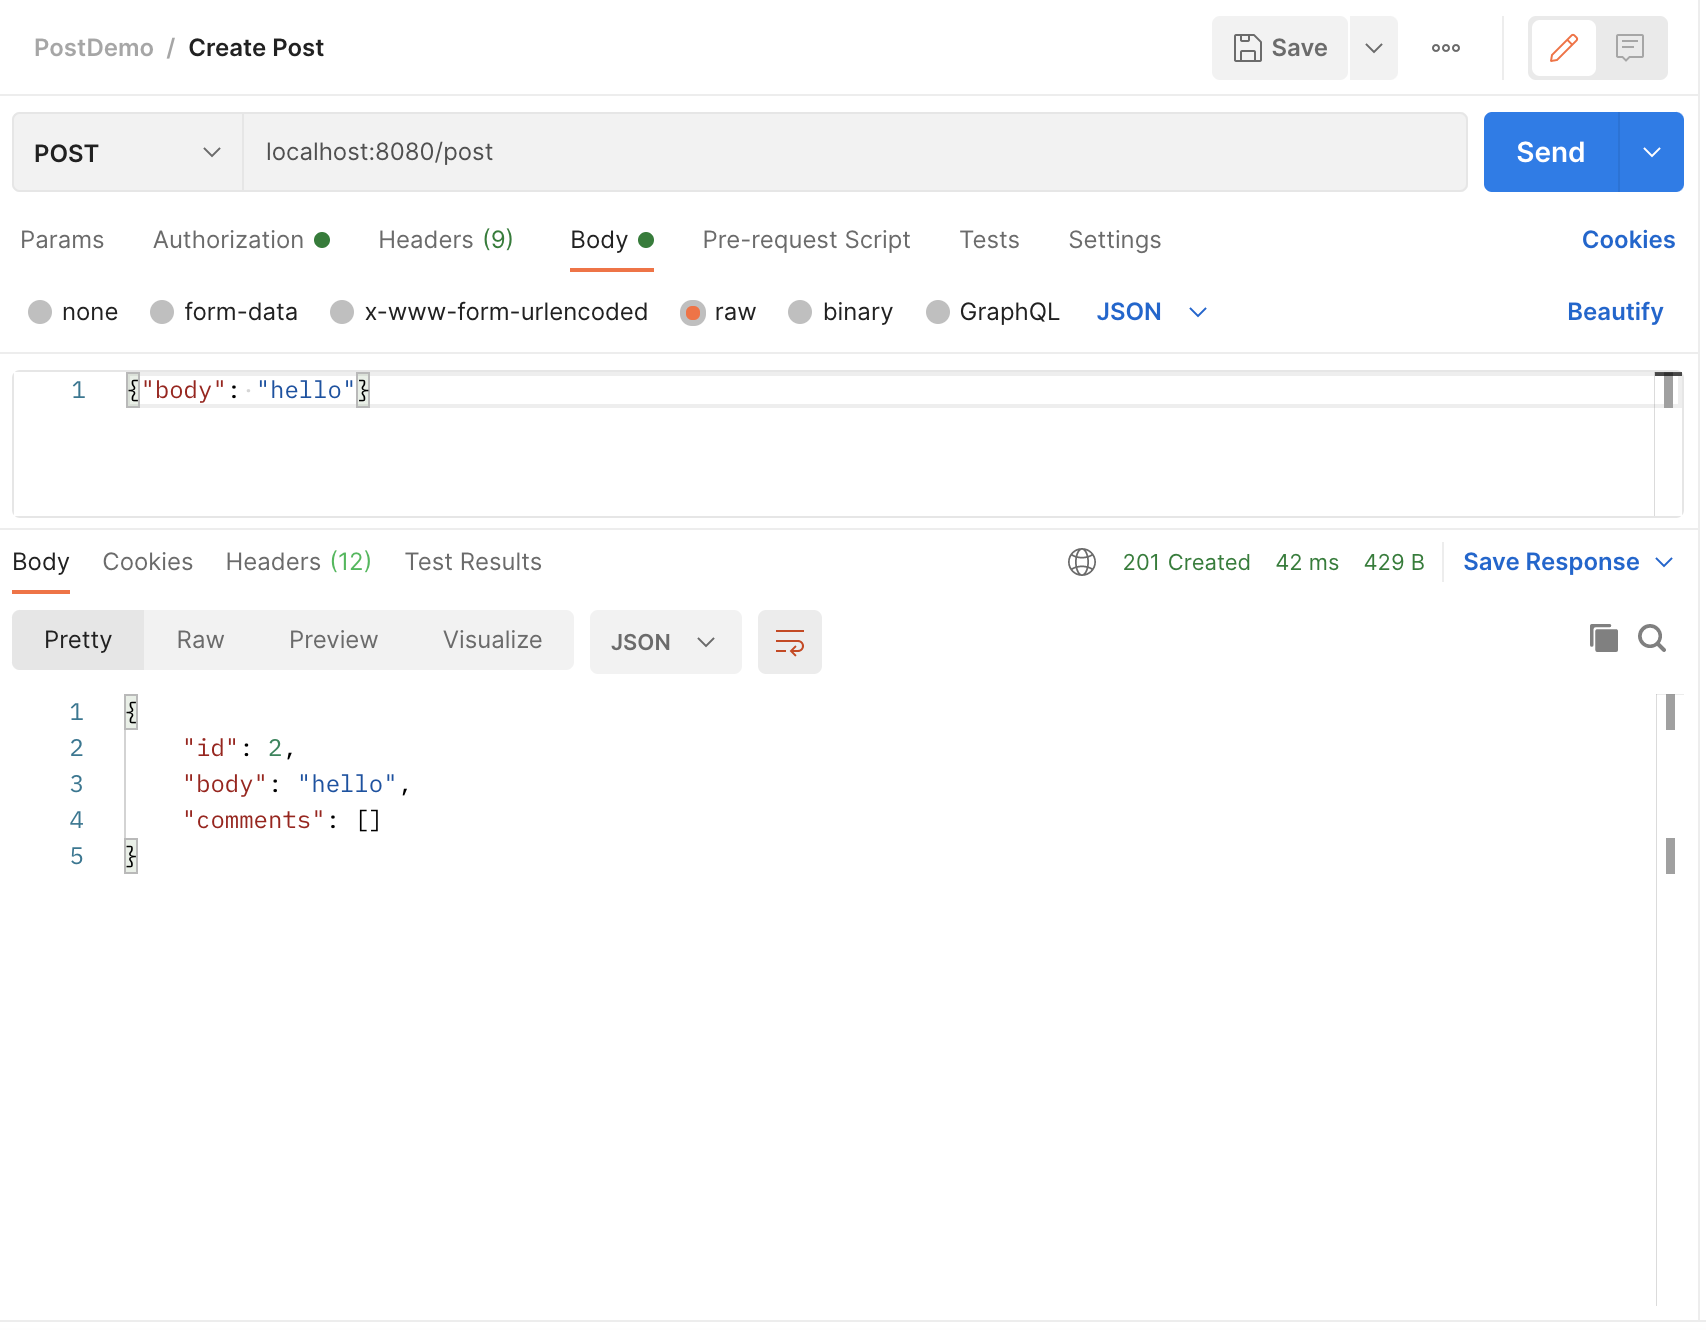 PostDemo / Create Post
Save
POST localhost:8080/post Send
Params Authorization Headers (9) Body Pre-request Script Tests Settings Cookies
none form-data x-www-form-urlencoded raw binary GraphQL JSON Beautify
1 {"body": "hello"}
Body Cookies Headers (12) Test Results 201 Created 42 ms 429 B Save Response
Pretty Raw Preview Visualize JSON
1 {
2 "id": 2,
3 "body": "hello",
4 "comments": []
5 }